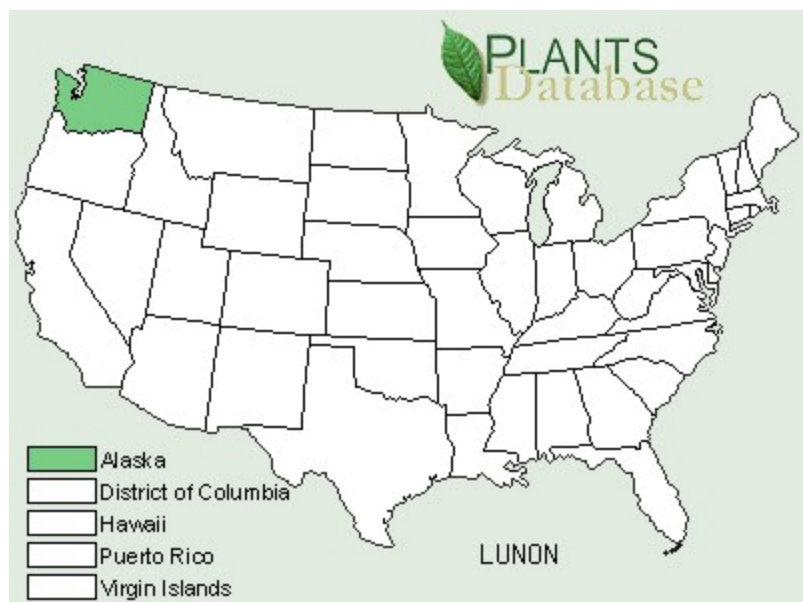 PLANTS
Database
Alaska
District of Columbia
Hawaii
Puerto Rico
Virgin Islands
LUNON